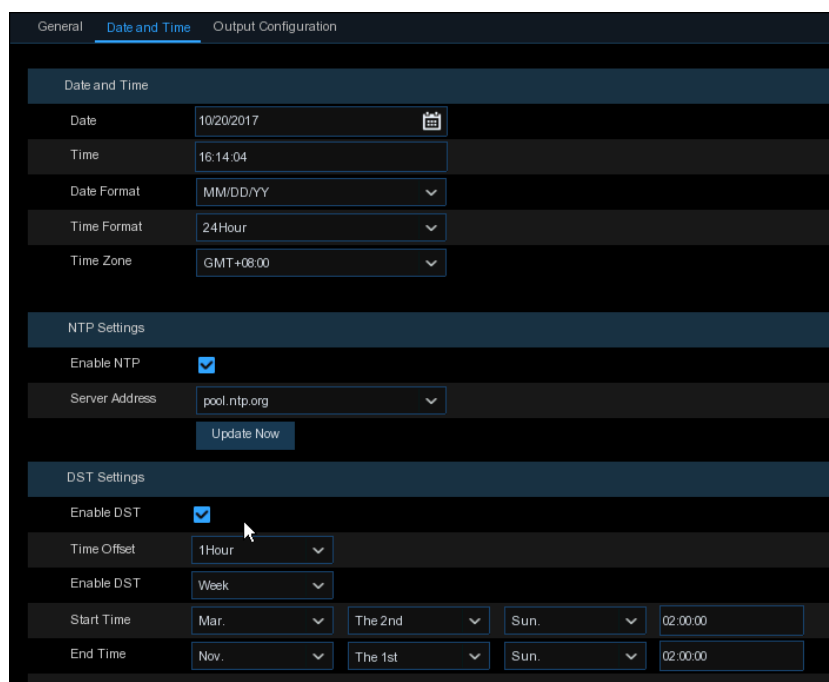 General Date and Time Output Configuration
Date and Time
Date 10/20/2017
Time 16:14:04
Date Format MM/DD/YY
Time Format 24Hour
Time Zone GMT+08:00
NTP Settings
Enable NTP
Server Address pool.ntp.org
Update Now
DST Settings
Enable DST
Time Offset 1Hour
Enable DST Week
Start Time Mar. The 2nd Sun. 02:00:00
End Time Nov. The 1st Sun. 02:00:00